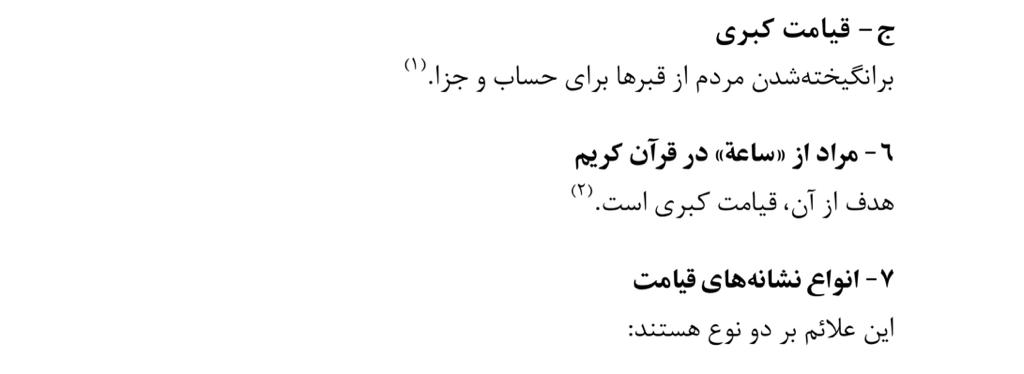 ج – قیامت کبری
برانگیخته‌شدن مردم از قبرها برای حساب و جزا.(۱)
۶- مراد از «ساعة» در قرآن کریم
هدف از آن، قیامت کبری است.(۲)
۷- انواع نشانه‌های قیامت
این علائم بر دو نوع هستند: